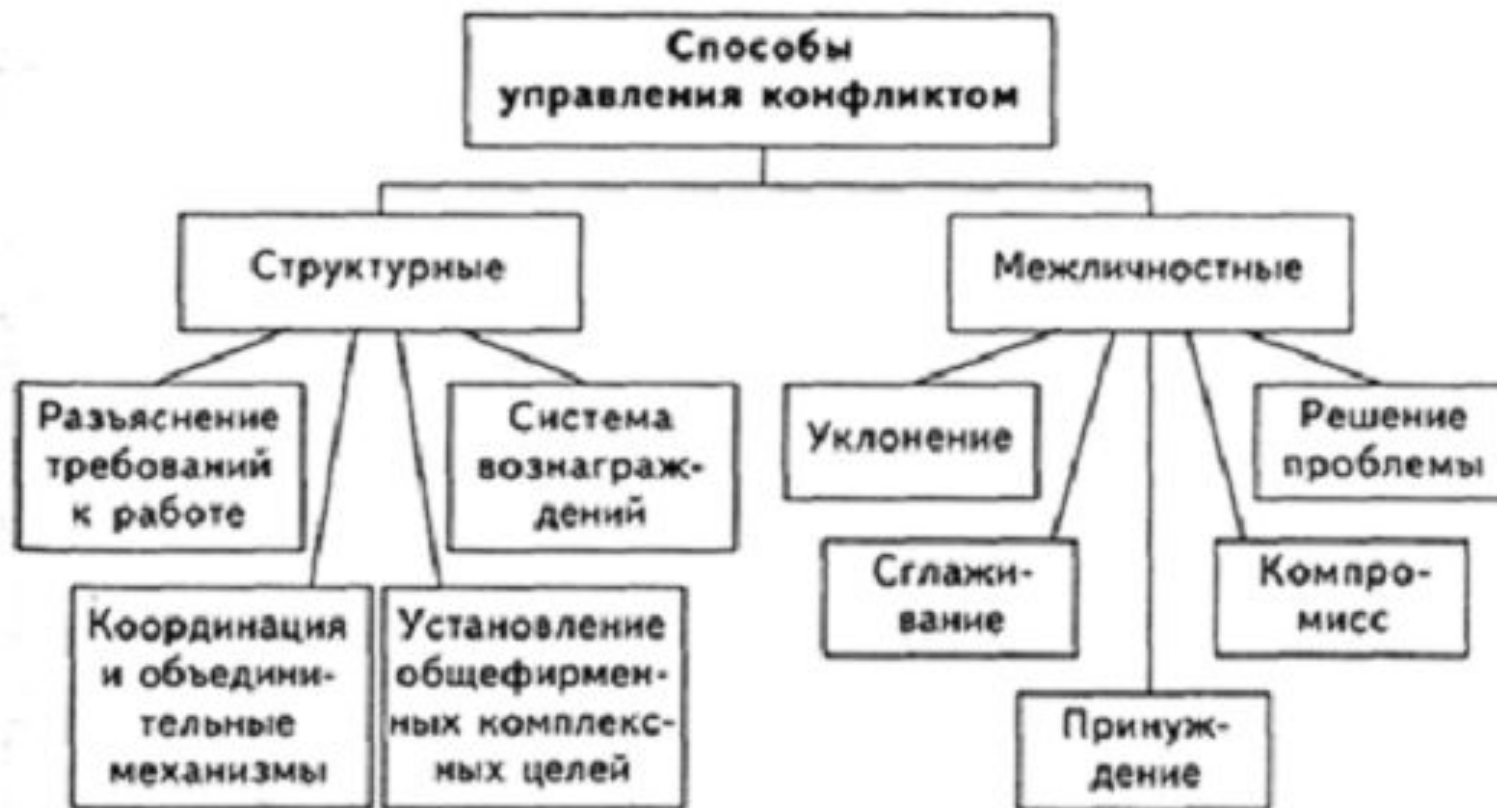 Способы
управления конфликтом
Структурные
Межличностные
Разъяснение
требований
к работе
Система
вознаграж-
дений
Уклонение
Решение
проблемы
Координация
и объедини-
тельные
механизмы
Установление
общефирмен-
ных комплекс-
ных целей
Сглажи-
вание
Компро-
мисс
Принуж-
дение